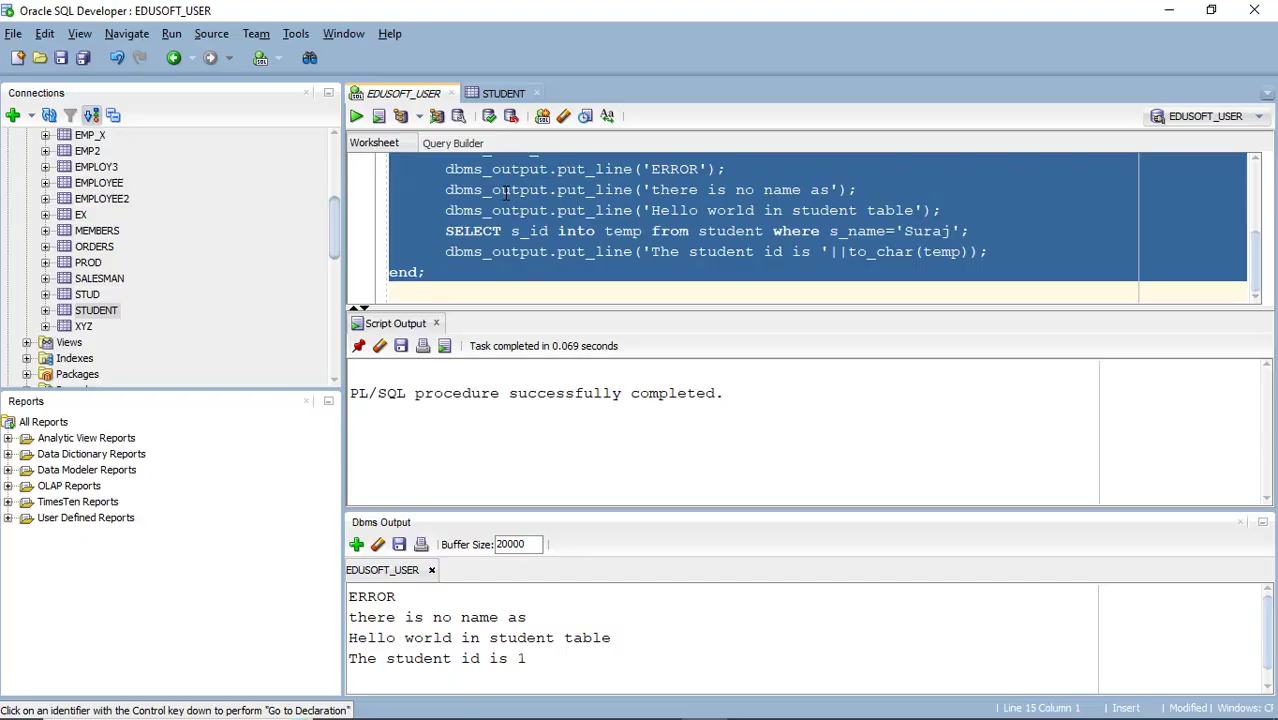 Oracle SQL Developer : EDUSOFT_USER
File Edit View Navigate Run Source Team Tools Window Help
Connections
EMP_X
EMP2
EMPLOY3
EMPLOYEE
EMPLOYEE2
EX
MEMBERS
ORDERS
PROD
SALESMAN
STUD
STUDENT
XYZ
Views
Indexes
Packages
Reports
All Reports
Analytic View Reports
Data Dictionary Reports
Data Modeler Reports
OLAP Reports
TimesTen Reports
User Defined Reports
EDUSOFT_USER STUDENT
EDUSOFT_USER
Worksheet Query Builder
dbms_output.put_line('ERROR');
dbms_output.put_line('there is no name as');
dbms_output.put_line('Hello world in student table');
SELECT s_id into temp from student where s_name='Suraj';
dbms_output.put_line('The student id is '||to_char(temp));
end;
Script Output
Task completed in 0.069 seconds
PL/SQL procedure successfully completed.
Dbms Output
Buffer Size: 20000
EDUSOFT_USER
ERROR
there is no name as
Hello world in student table
The student id is 1
Click on an identifier with the Control key down to perform "Go to Declaration"
Line 15 Column 1 Insert Modified Windows: CF